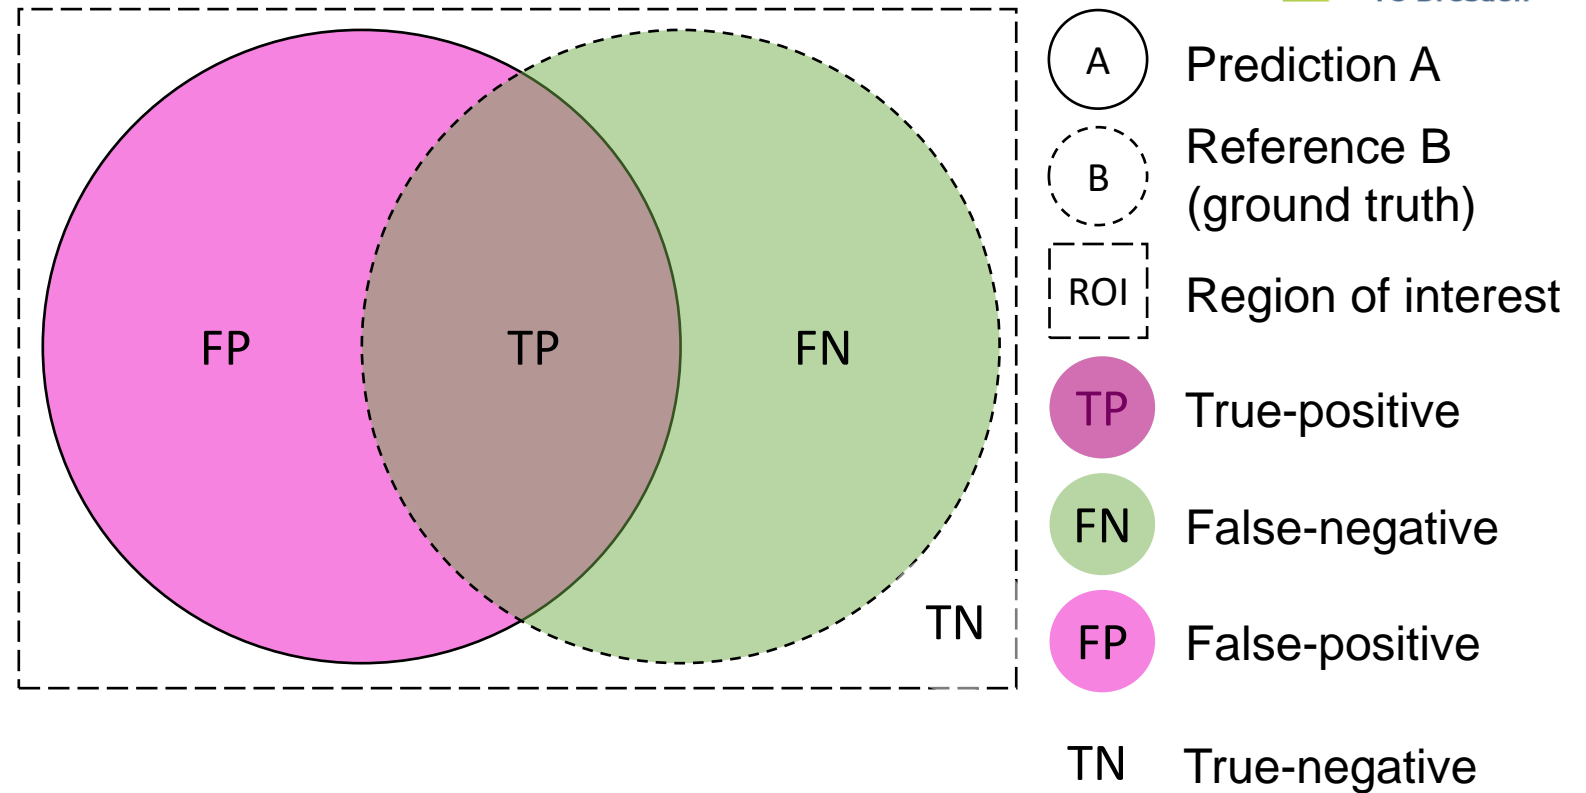 A
Prediction A
B
Reference B
(ground truth)
ROI
Region of interest
FP
TP
FN
TN
TP
True-positive
FN
False-negative
FP
False-positive
TN
True-negative